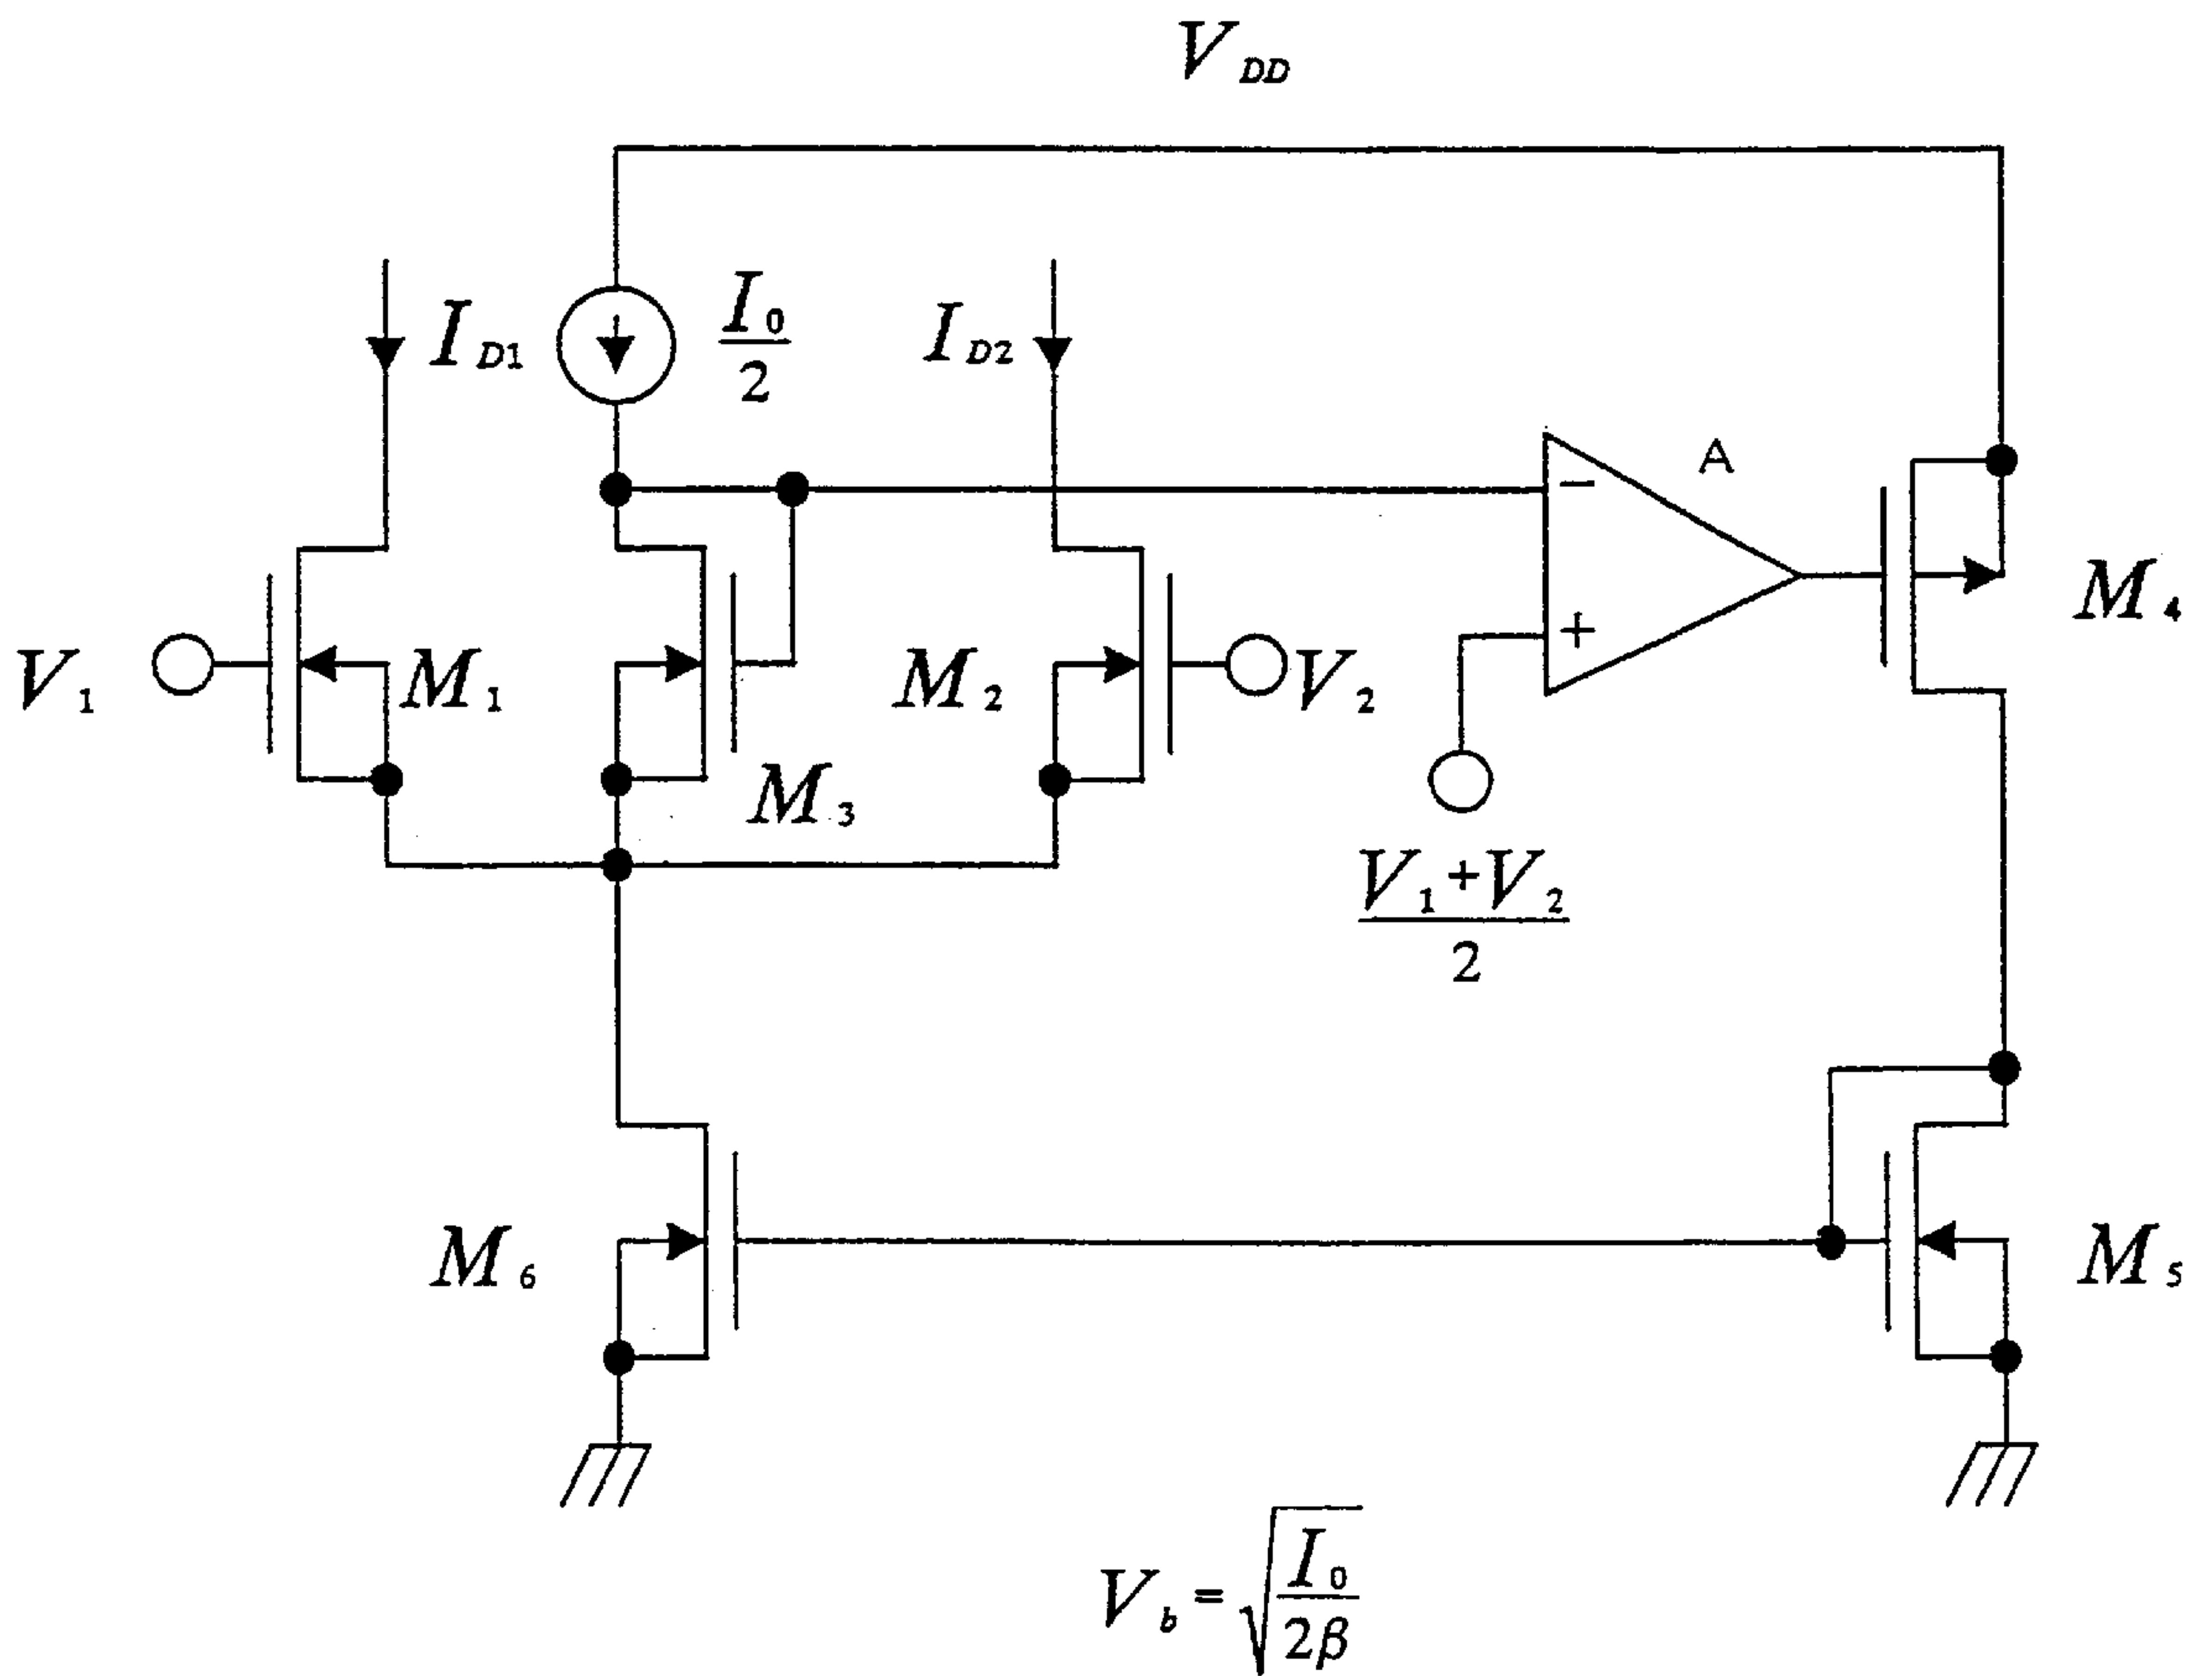 V_DD
I_D1
I_0/2
I_D2
A
−
+
V_1
M_1
M_2
V_2
M_3
M_4
(V_1+V_2)/2
M_6
M_5
V_b=√(I_0/2β)